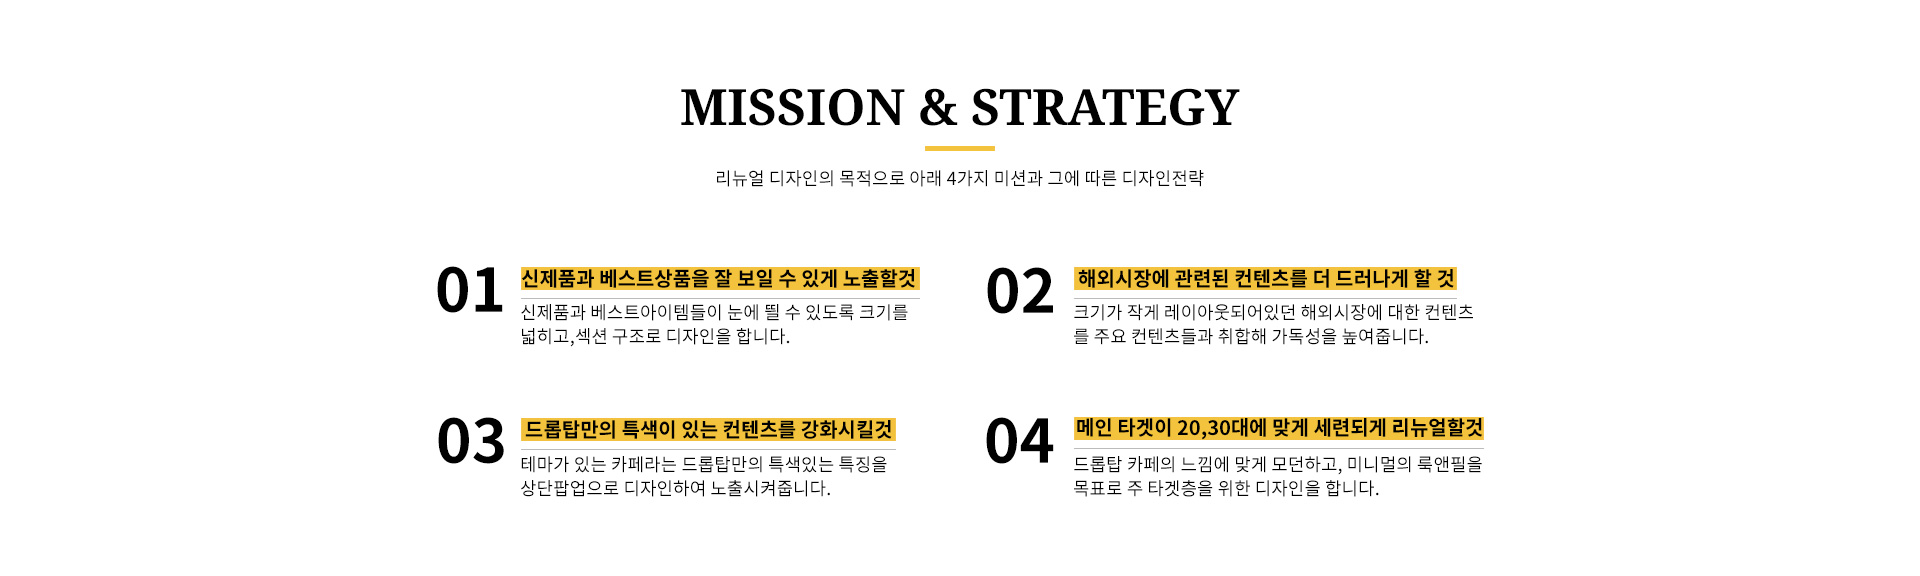 MISSION & STRATEGY
리뉴얼 디자인의 목적으로 아래 4가지 미션과 그에 따른 디자인전략
01
신제품과 베스트상품을 잘 보일 수 있게 노출할것
신제품과 베스트아이템들이 눈에 띌 수 있도록 크기를
넓히고,섹션 구조로 디자인을 합니다.
02
해외시장에 관련된 컨텐츠를 더 드러나게 할 것
크기가 작게 레이아웃되어있던 해외시장에 대한 컨텐츠
를 주요 컨텐츠들과 취합해 가독성을 높여줍니다.
03
드롭탑만의 특색이 있는 컨텐츠를 강화시킬것
테마가 있는 카페라는 드롭탑만의 특색있는 특징을
상단팝업으로 디자인하여 노출시켜줍니다.
04
메인 타겟이 20,30대에 맞게 세련되게 리뉴얼할것
드롭탑 카페의 느낌에 맞게 모던하고, 미니멀의 룩앤필을
목표로 주 타겟층을 위한 디자인을 합니다.